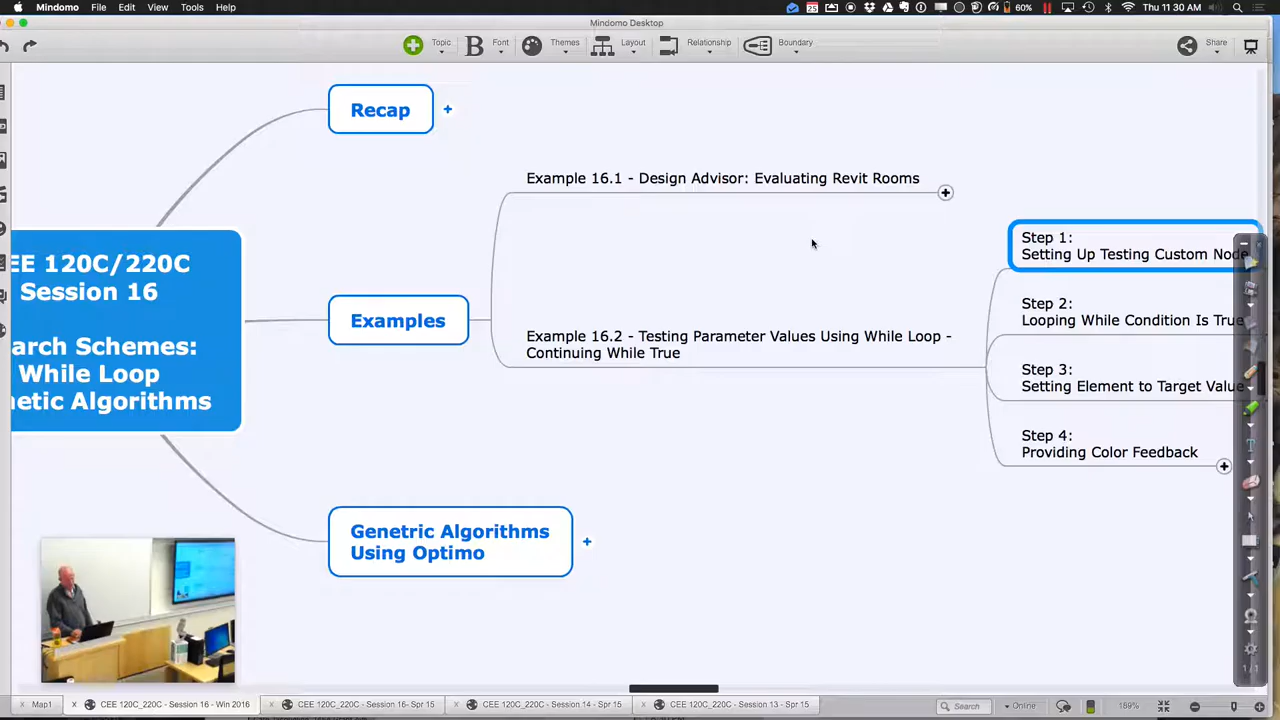 Mindomo File Edit View Tools Help
25 60% Thu 11:30 AM
Mindomo Desktop
Topic Font Themes Layout Relationship Boundary Share
Recap
Example 16.1 - Design Advisor: Evaluating Revit Rooms
Step 1:
Setting Up Testing Custom Node
EE 120C/220C
Session 16
Step 2:
Looping While Condition Is True
Examples
Example 16.2 - Testing Parameter Values Using While Loop -
Continuing While True
arch Schemes:
While Loop
netic Algorithms
Step 3:
Setting Element to Target Value
Step 4:
Providing Color Feedback
Genetric Algorithms
Using Optimo
Map1 CEE 120C_220C - Session 16 - Win 2016 CEE 120C_220C - Session 16- Spr 15 CEE 120C_220C - Session 14 - Spr 15 CEE 120C_220C - Session 13 - Spr 15 Search Online 189%